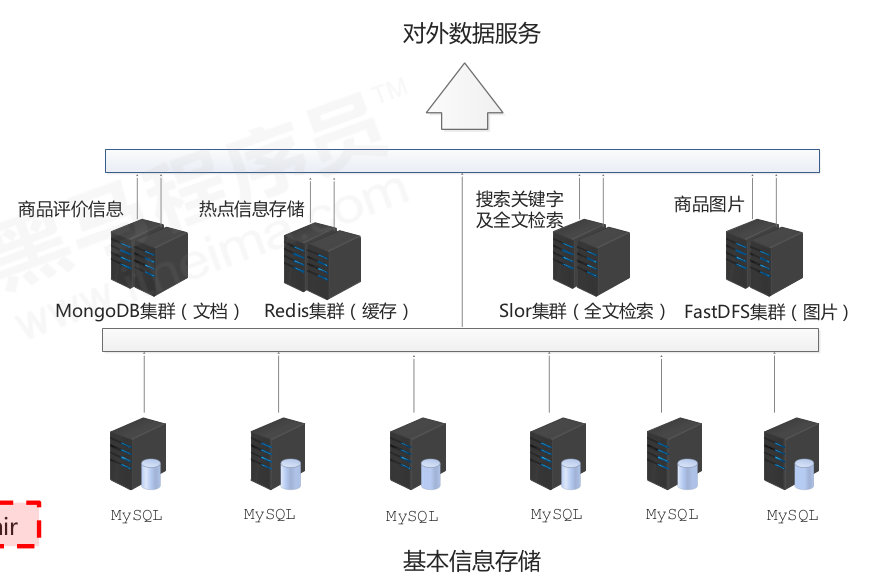 对外数据服务
黑马程序员™
www.itheima.com
商品评价信息
热点信息存储
搜索关键字
及全文检索
商品图片
MongoDB集群（文档）
Redis集群（缓存）
Slor集群（全文检索）
FastDFS集群（图片）
MySQL
MySQL
MySQL
MySQL
MySQL
MySQL
基本信息存储